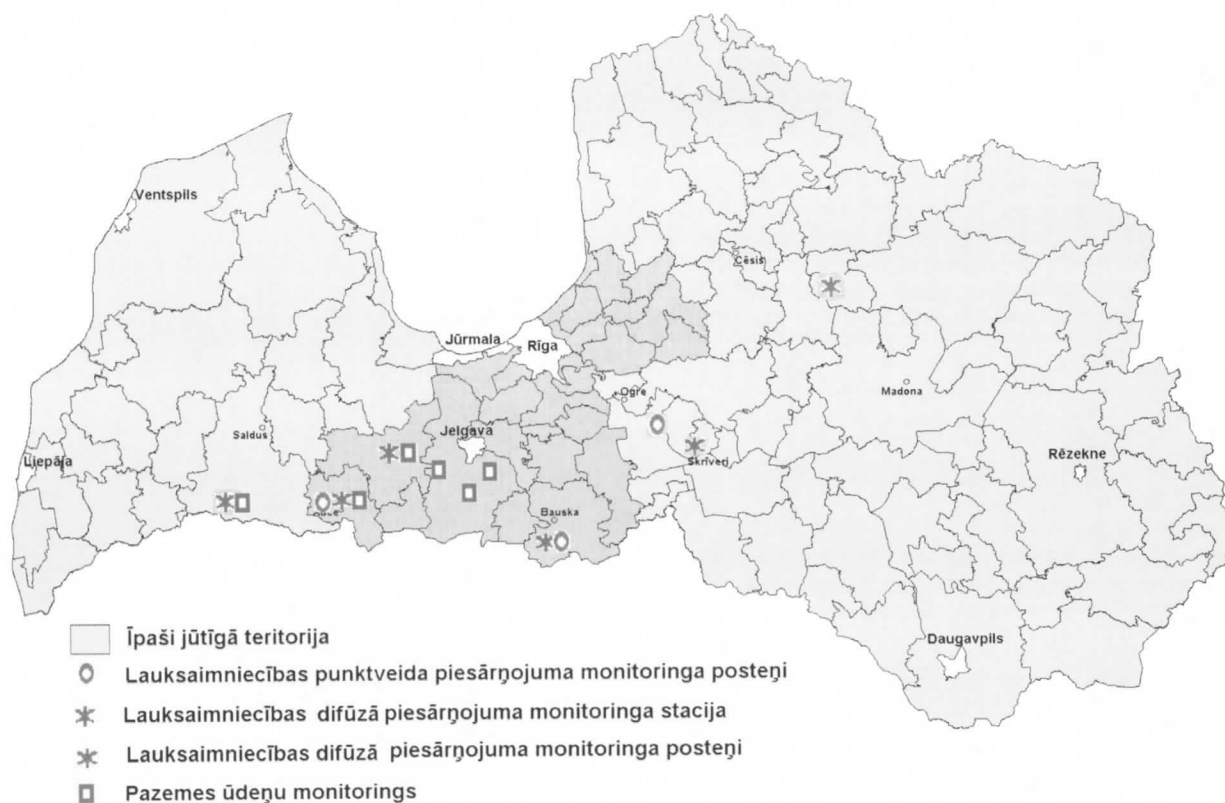 Ventspils
Cēsis
Jūrmala
Rīga
Ogre
Madona
Saldus
Jelgava
Liepāja
Skrīveri
Rēzekne
Auce
Bauska
Daugavpils
Īpaši jūtīgā teritorija
Lauksaimniecības punktveida piesārņojuma monitoringa posteņi
Lauksaimniecības difūzā piesārņojuma monitoringa stacija
Lauksaimniecības difūzā piesārņojuma monitoringa posteņi
Pazemes ūdeņu monitorings